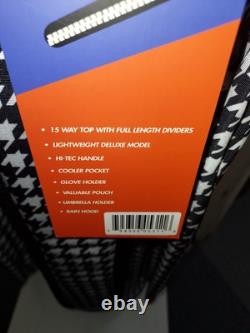 • 15 WAY TOP WITH FULL LENGTH DIVIDERS
• LIGHTWEIGHT DELUXE MODEL
• HI-TEC HANDLE
• COOLER POCKET
• GLOVE HOLDER
• VALUABLE POUCH
• UMBRELLA HOLDER
• RAIN HOOD
ebay